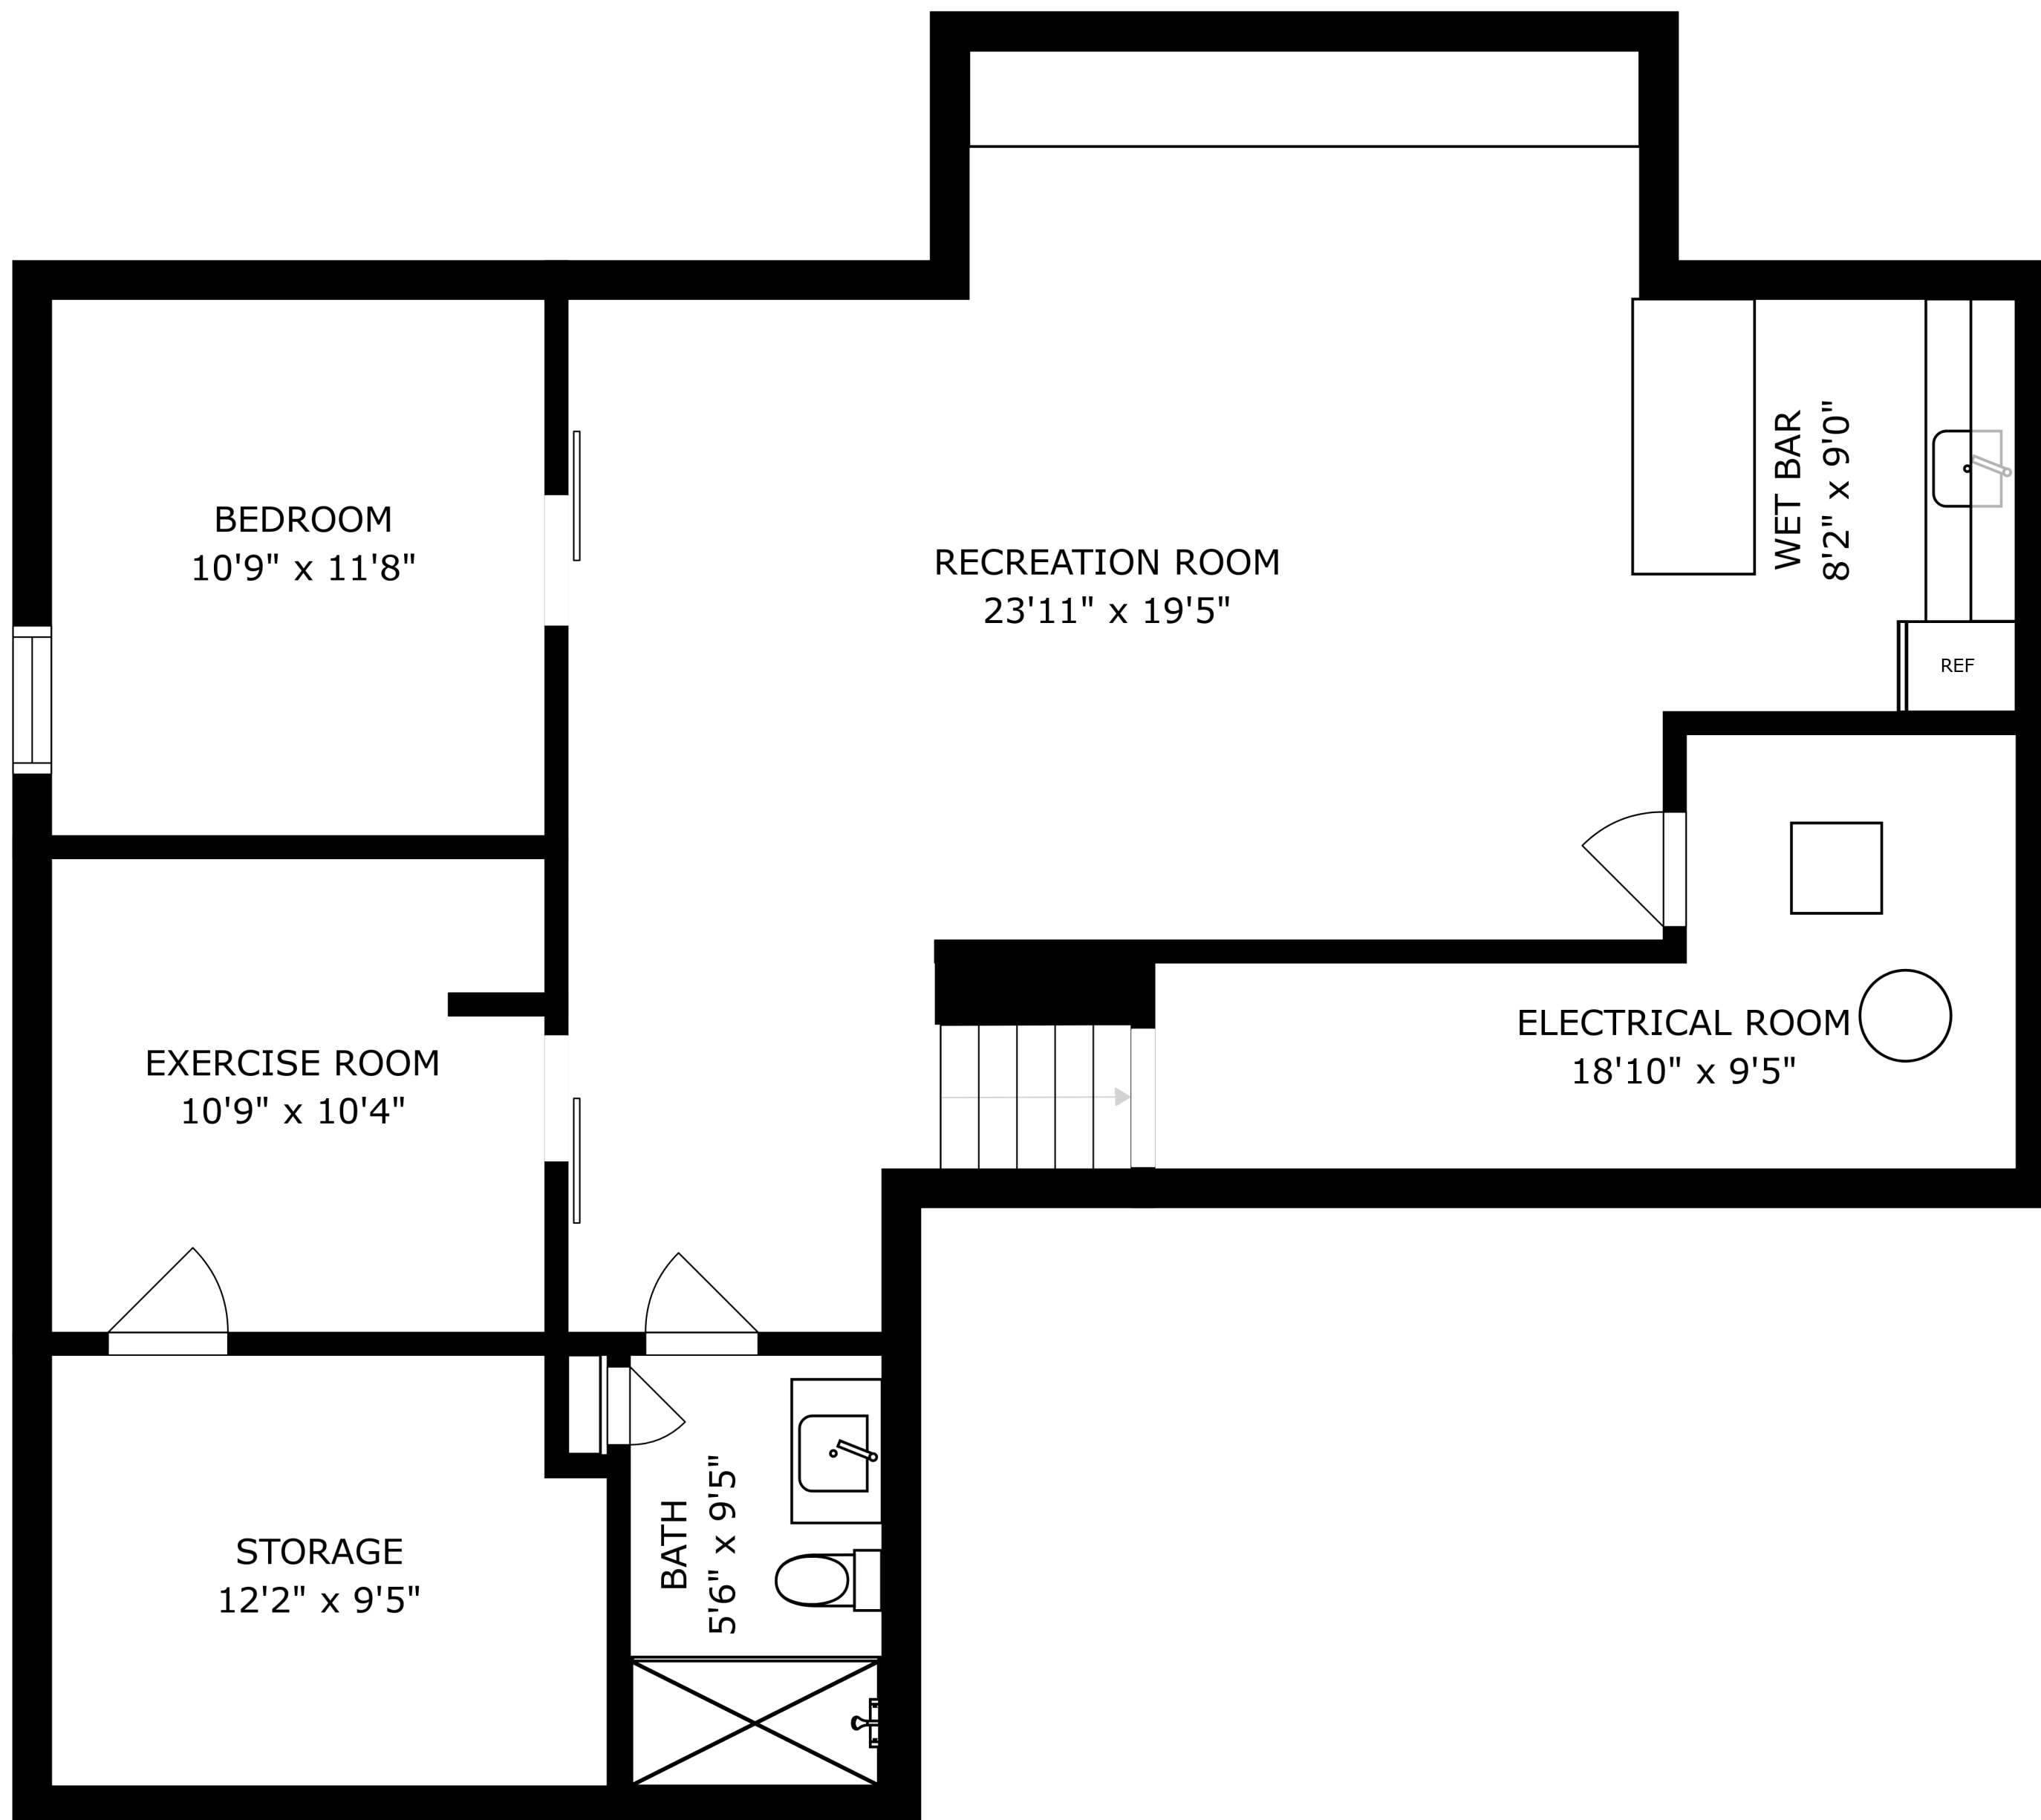 BEDROOM
10'9" x 11'8"
RECREATION ROOM
23'11" x 19'5"
WET BAR
8'2" x 9'0"
REF
EXERCISE ROOM
10'9" x 10'4"
ELECTRICAL ROOM
18'10" x 9'5"
STORAGE
12'2" x 9'5"
BATH
5'6" x 9'5"